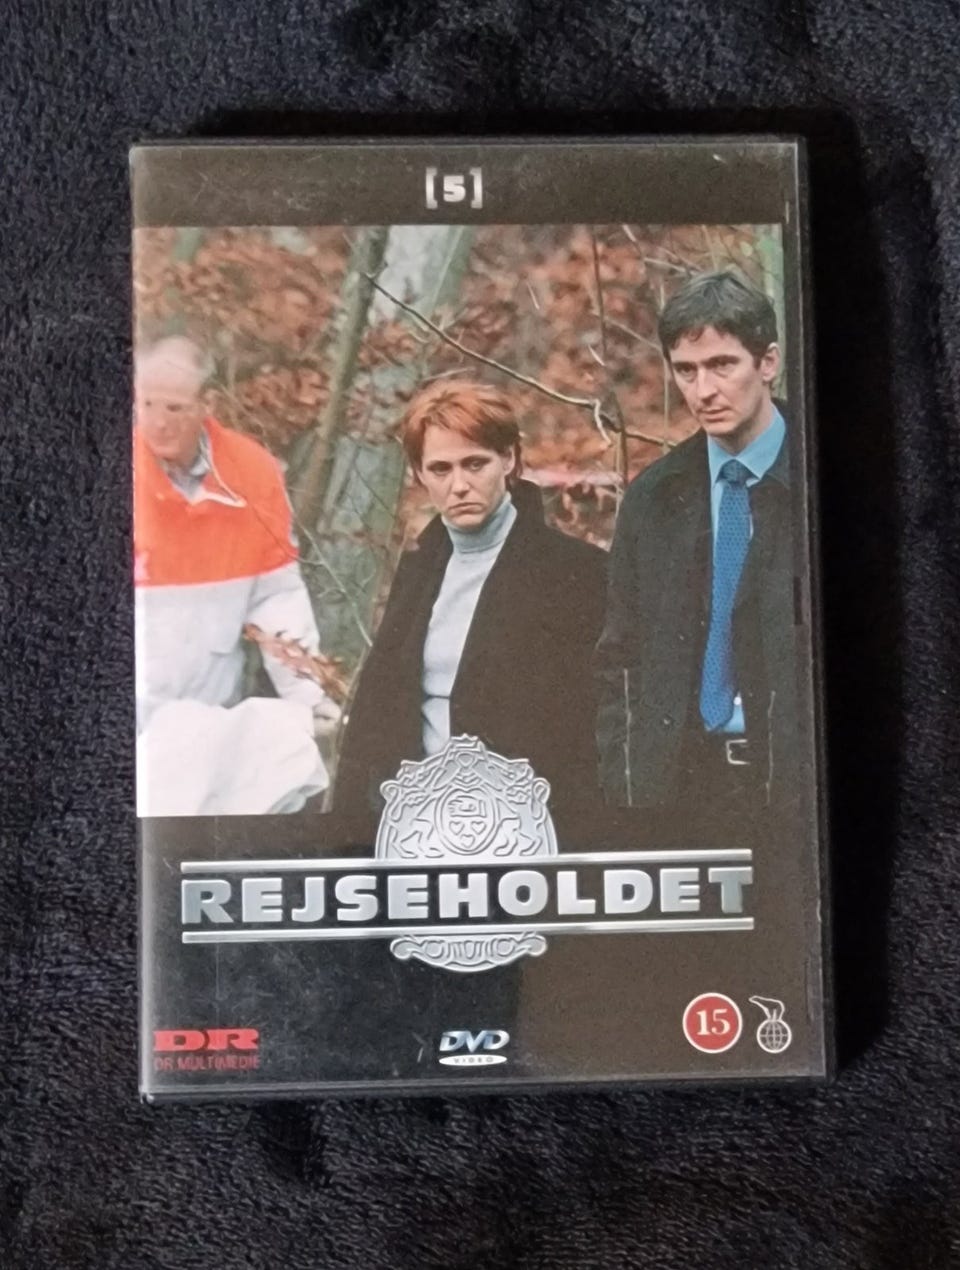 [5]
REJSEHOLDET
DR
DR MULTIMEDIE
DVD
VIDEO
15